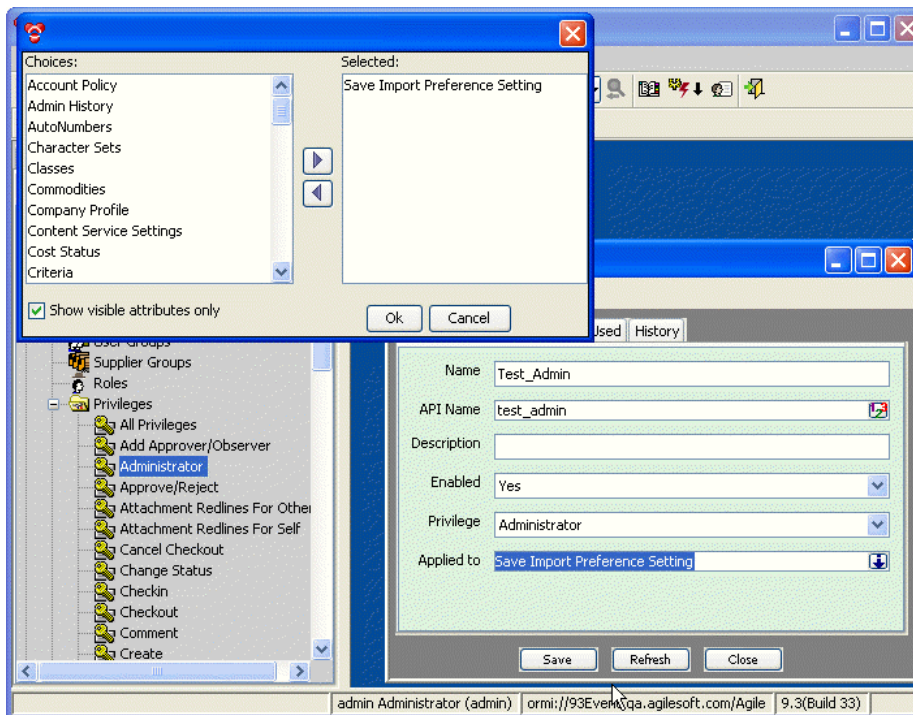 Choices:
Selected:
Account Policy
Admin History
AutoNumbers
Character Sets
Classes
Commodities
Company Profile
Content Service Settings
Cost Status
Criteria
Save Import Preference Setting
Show visible attributes only
Ok
Cancel
User Groups
Supplier Groups
Roles
Privileges
All Privileges
Add Approver/Observer
Administrator
Approve/Reject
Attachment Redlines For Other
Attachment Redlines For Self
Cancel Checkout
Change Status
Checkin
Checkout
Comment
Create
Used
History
Name
Test_Admin
API Name
test_admin
Description
Enabled
Yes
Privilege
Administrator
Applied to
Save Import Preference Setting
Save
Refresh
Close
admin Administrator (admin)
ormi://93Event.qa.agilesoft.com/Agile
9.3(Build 33)